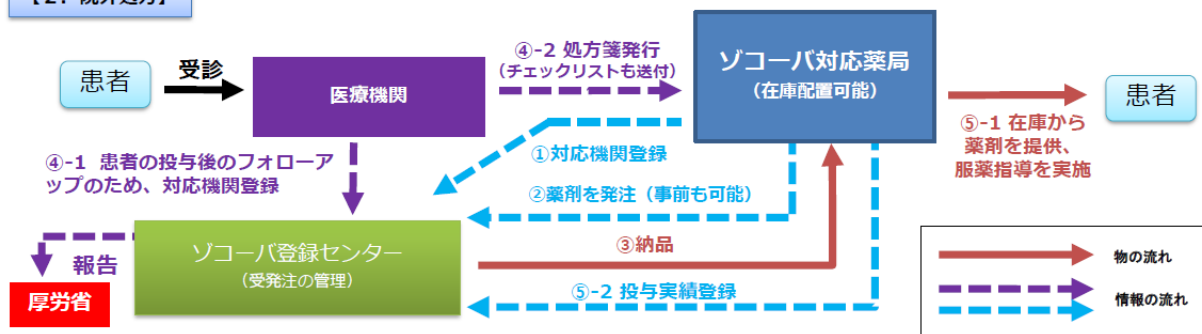 【2．院外処方】
患者
受診
医療機関
④-2 処方箋発行
（チェックリストも送付）
ゾコーバ対応薬局
（在庫配置可能）
患者
⑤-1 在庫から
薬剤を提供、
服薬指導を実施
④-1 患者の投与後のフォローア
ップのため、対応機関登録
①対応機関登録
②薬剤を発注（事前も可能）
ゾコーバ登録センター
（受発注の管理）
③納品
⑤-2 投与実績登録
報告
厚労省
物の流れ
情報の流れ